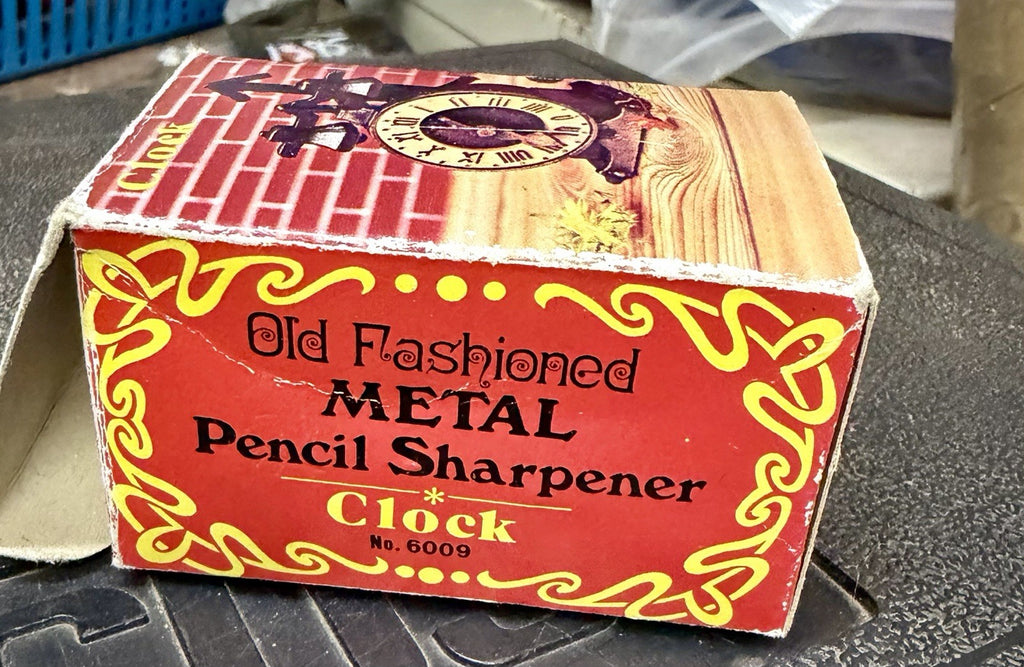 Clock
Old Fashioned
METAL
Pencil Sharpener
*
Clock
No. 6009